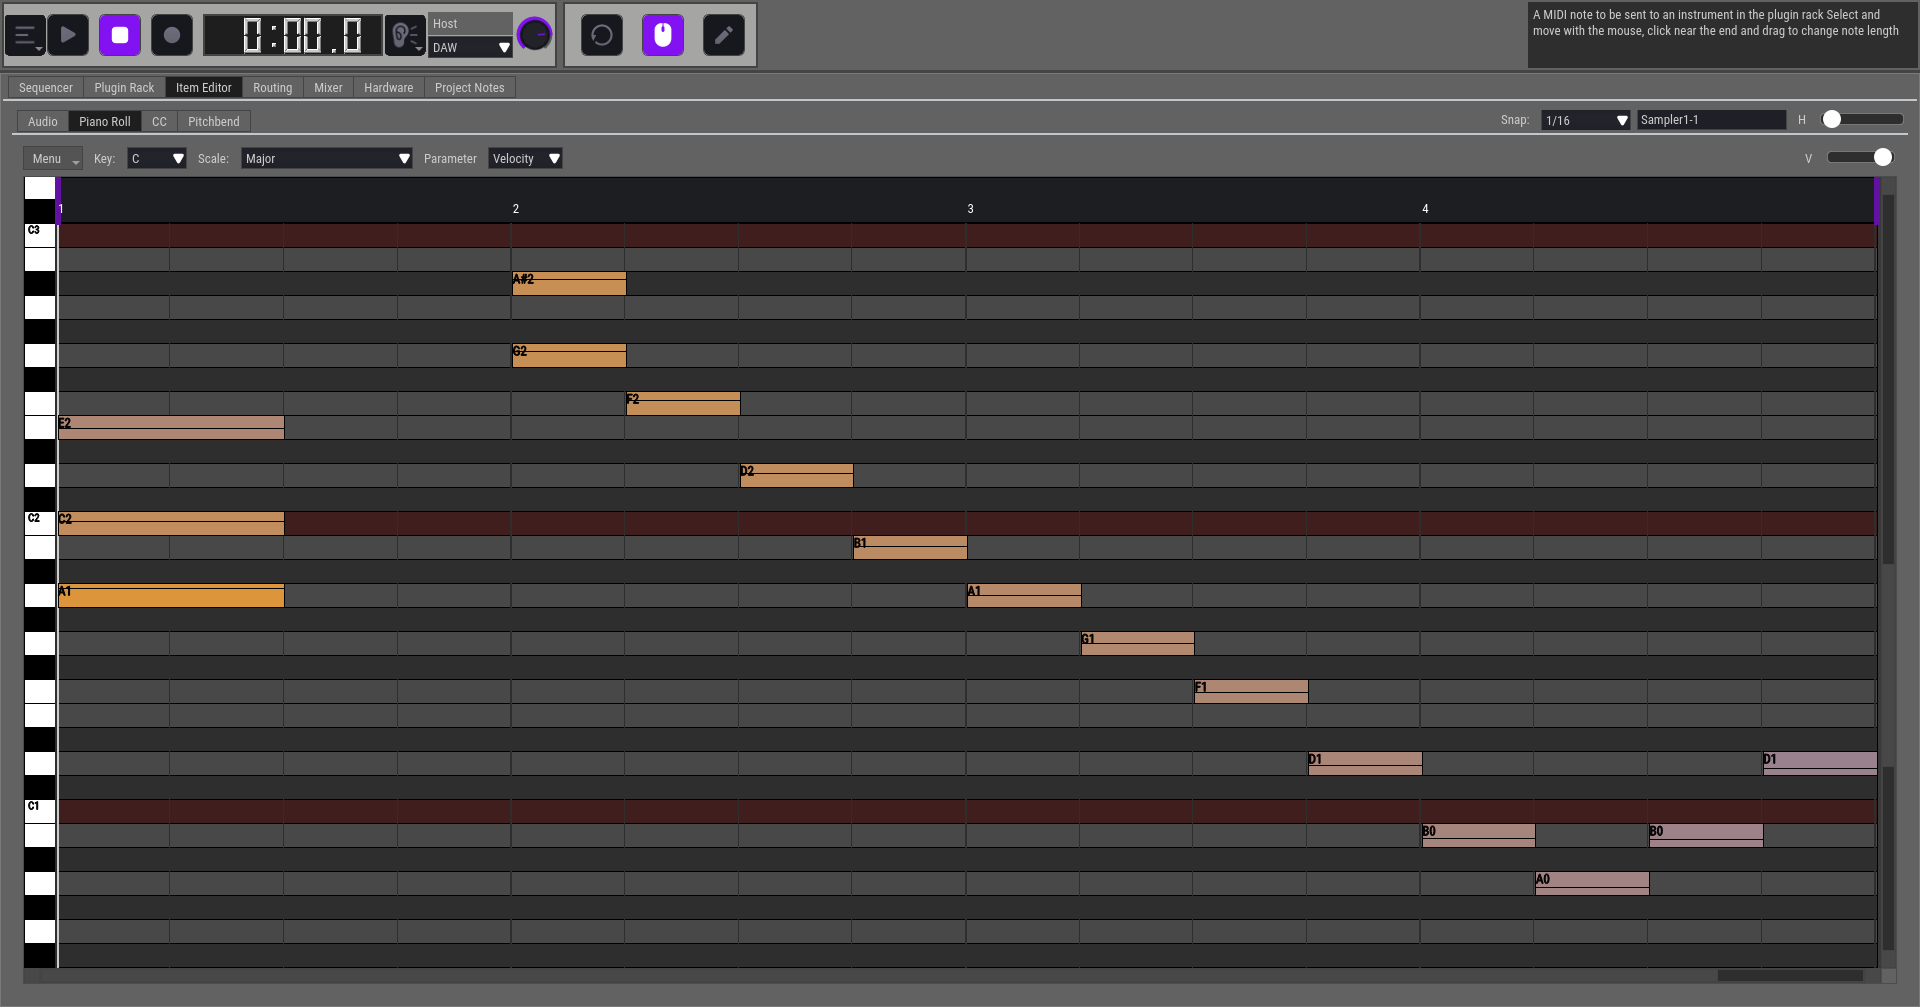 0:00.0
Host
DAW
A MIDI note to be sent to an instrument in the plugin rack Select and
move with the mouse, click near the end and drag to change note length
Sequencer Plugin Rack Item Editor Routing Mixer Hardware Project Notes
Audio Piano Roll CC Pitchbend
Snap: 1/16 Sampler1-1 H
Menu Key: C Scale: Major Parameter Velocity V
1 2 3 4
C3
A#2
G2
F2
E2
D2
C2 C2
B1
A1 A1
G1
F1
D1 D1
C1
B0 B0
A0